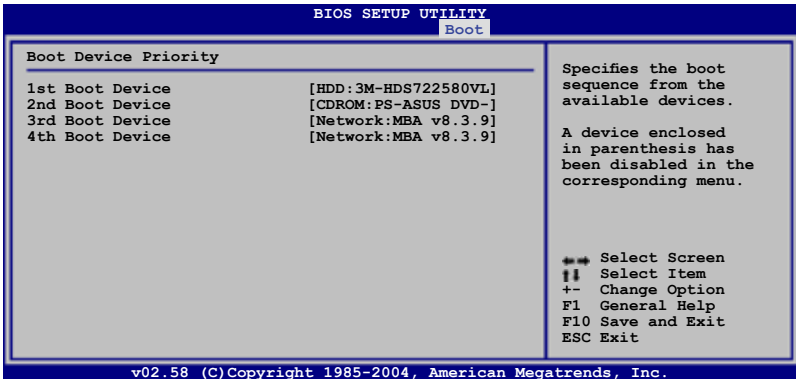 BIOS SETUP UTILITY
Boot
Boot Device Priority
1st Boot Device [HDD:3M-HDS722580VL]
2nd Boot Device [CDROM:PS-ASUS DVD-]
3rd Boot Device [Network:MBA v8.3.9]
4th Boot Device [Network:MBA v8.3.9]
Specifies the boot
sequence from the
available devices.
A device enclosed
in parenthesis has
been disabled in the
corresponding menu.
Select Screen
Select Item
+- Change Option
F1 General Help
F10 Save and Exit
ESC Exit
v02.58 (C)Copyright 1985-2004, American Megatrends, Inc.